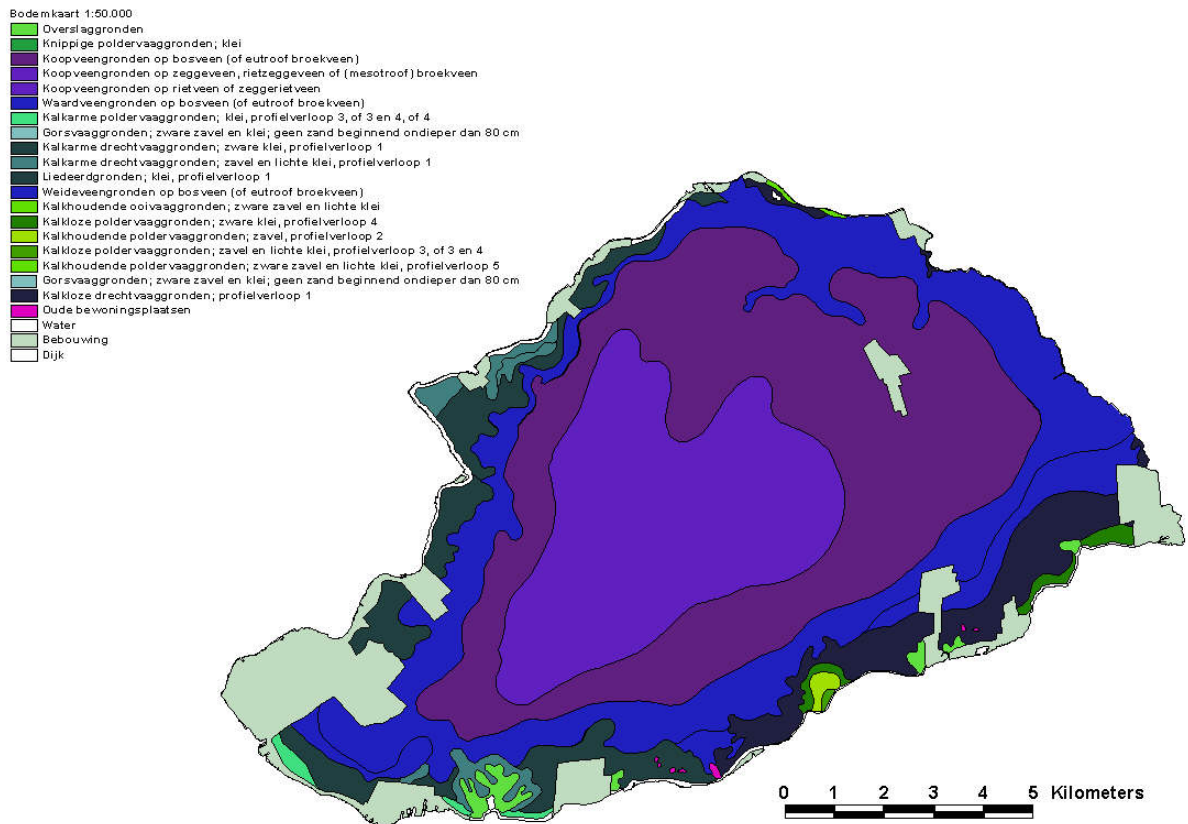 Bodemkaart 1:50.000
Overslaggronden
Knippige poldervaaggronden; klei
Koopveengronden op bosveen (of eutroof broekveen)
Koopveengronden op zeggeveen, rietzeggeveen of (mesotroof) broekveen
Koopveengronden op rietveen of zeggerietveen
Waardveengronden op bosveen (of eutroof broekveen)
Kalkarme poldervaaggronden; klei, profielverloop 3, of 3 en 4, of 4
Gorsvaaggronden; zware zavel en klei; geen zand beginnend ondieper dan 80 cm
Kalkarme drechtvaaggronden; zware klei, profielverloop 1
Kalkarme drechtvaaggronden; zavel en lichte klei, profielverloop 1
Liedeerdgronden; klei, profielverloop 1
Weideveengronden op bosveen (of eutroof broekveen)
Kalkhoudende ooivaaggronden; zware zavel en lichte klei
Kalkloze poldervaaggronden; zware klei, profielverloop 4
Kalkhoudende poldervaaggronden; zavel, profielverloop 2
Kalkloze poldervaaggronden; zavel en lichte klei, profielverloop 3, of 3 en 4
Kalkhoudende poldervaaggronden; zware zavel en lichte klei, profielverloop 5
Gorsvaaggronden; zware zavel en klei; geen zand beginnend ondieper dan 80 cm
Kalkloze drechtvaaggronden; profielverloop 1
Oude bewoningsplaatsen
Water
Bebouwing
Dijk
0 1 2 3 4 5 Kilometers